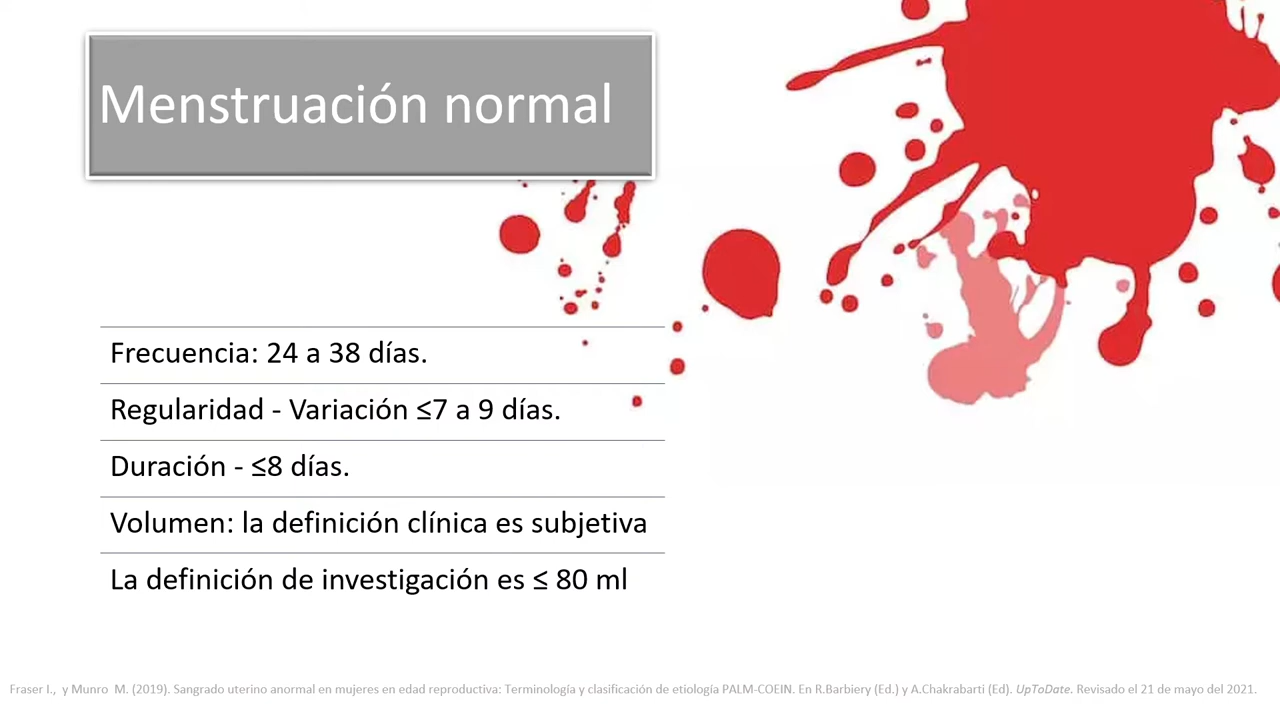 Menstruación normal
Frecuencia: 24 a 38 días.
Regularidad - Variación ≤7 a 9 días.
Duración - ≤8 días.
Volumen: la definición clínica es subjetiva
La definición de investigación es ≤ 80 ml
Fraser I., y Munro M. (2019). Sangrado uterino anormal en mujeres en edad reproductiva: Terminología y clasificación de etiología PALM-COEIN. En R.Barbiery (Ed.) y A.Chakrabarti (Ed). UpToDate. Revisado el 21 de mayo del 2021.